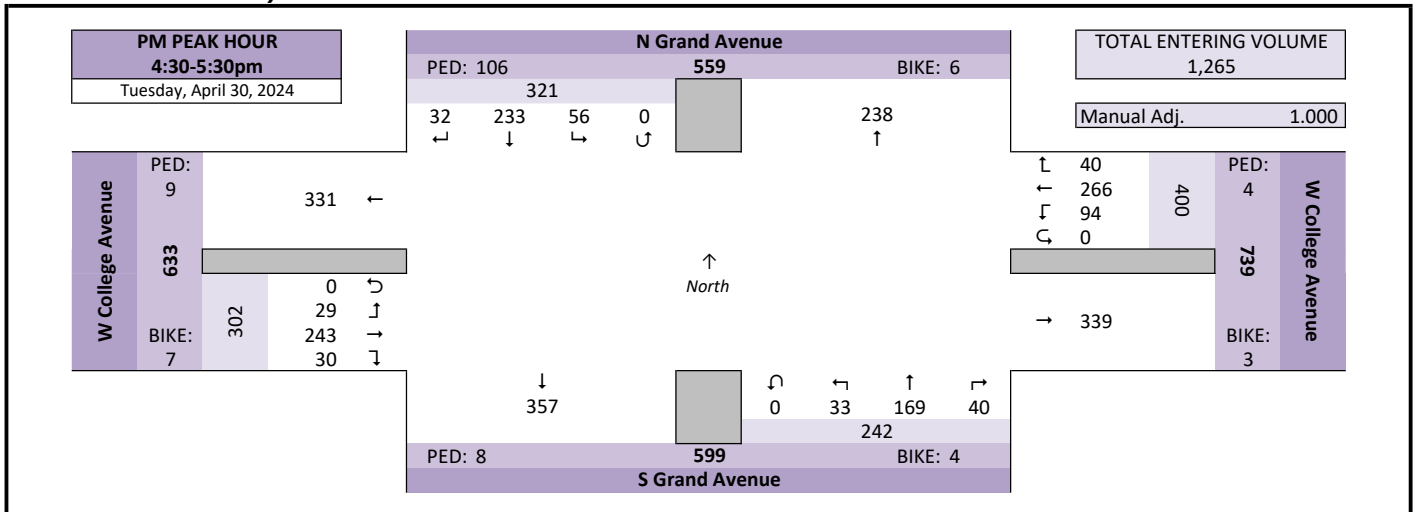 PM PEAK HOUR
4:30-5:30pm
Tuesday, April 30, 2024
N Grand Avenue
PED: 106 559 BIKE: 6
321
32 233 56 0
↵ ↓ ↳ ↺
238
↑
TOTAL ENTERING VOLUME
1,265
Manual Adj. 1.000
W College Avenue
PED:
9
633
BIKE:
7
331 ←
302
0
29
243 →
30
↑
North
40
← 266
94
0
400
PED:
4
739
BIKE:
3
W College Avenue
→ 339
↓
357
↑
0 33 169 40
242
PED: 8 599 BIKE: 4
S Grand Avenue